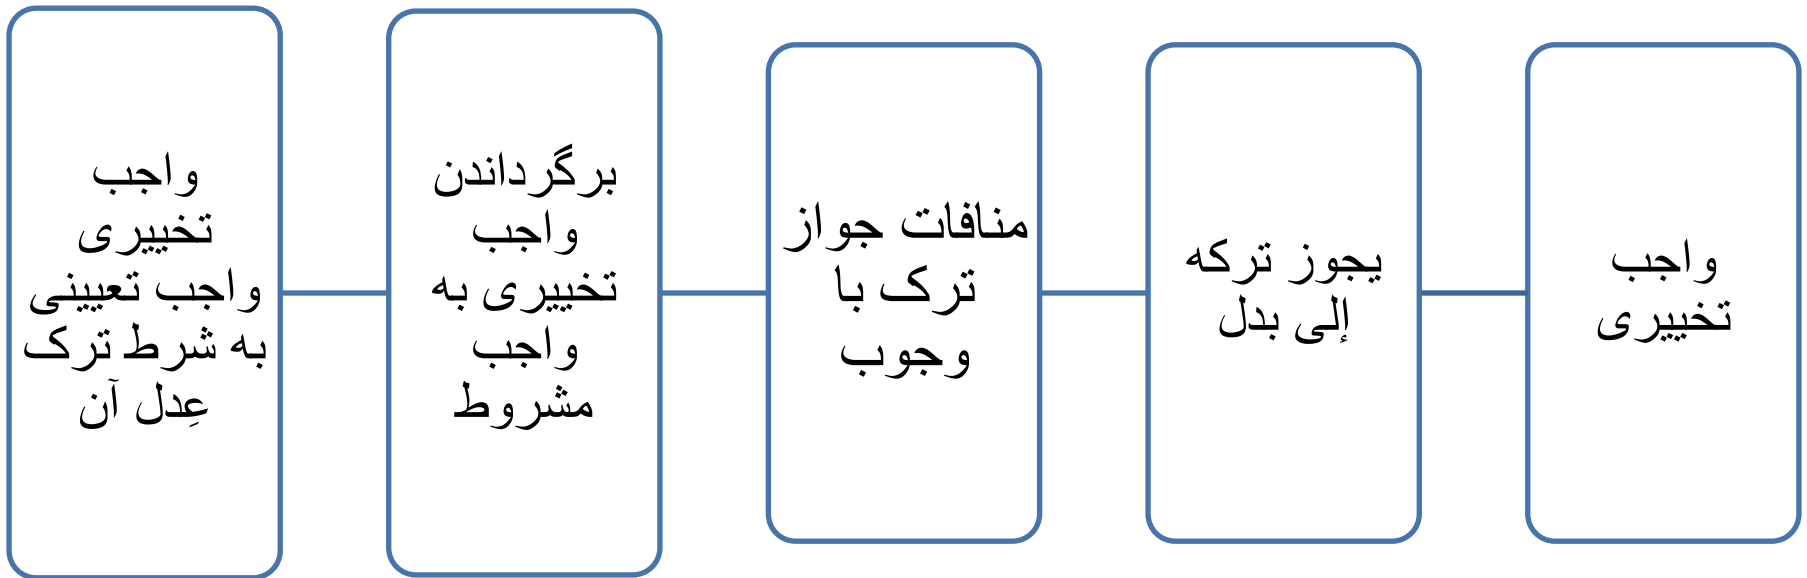 واجب
تخییری
یجوز ترکه
إلی بدل
منافات جواز
ترک با
وجوب
برگرداندن
واجب
تخییری به
واجب
مشروط
واجب
تخییری
واجب تعیینی
به شرط ترک
عِدل آن